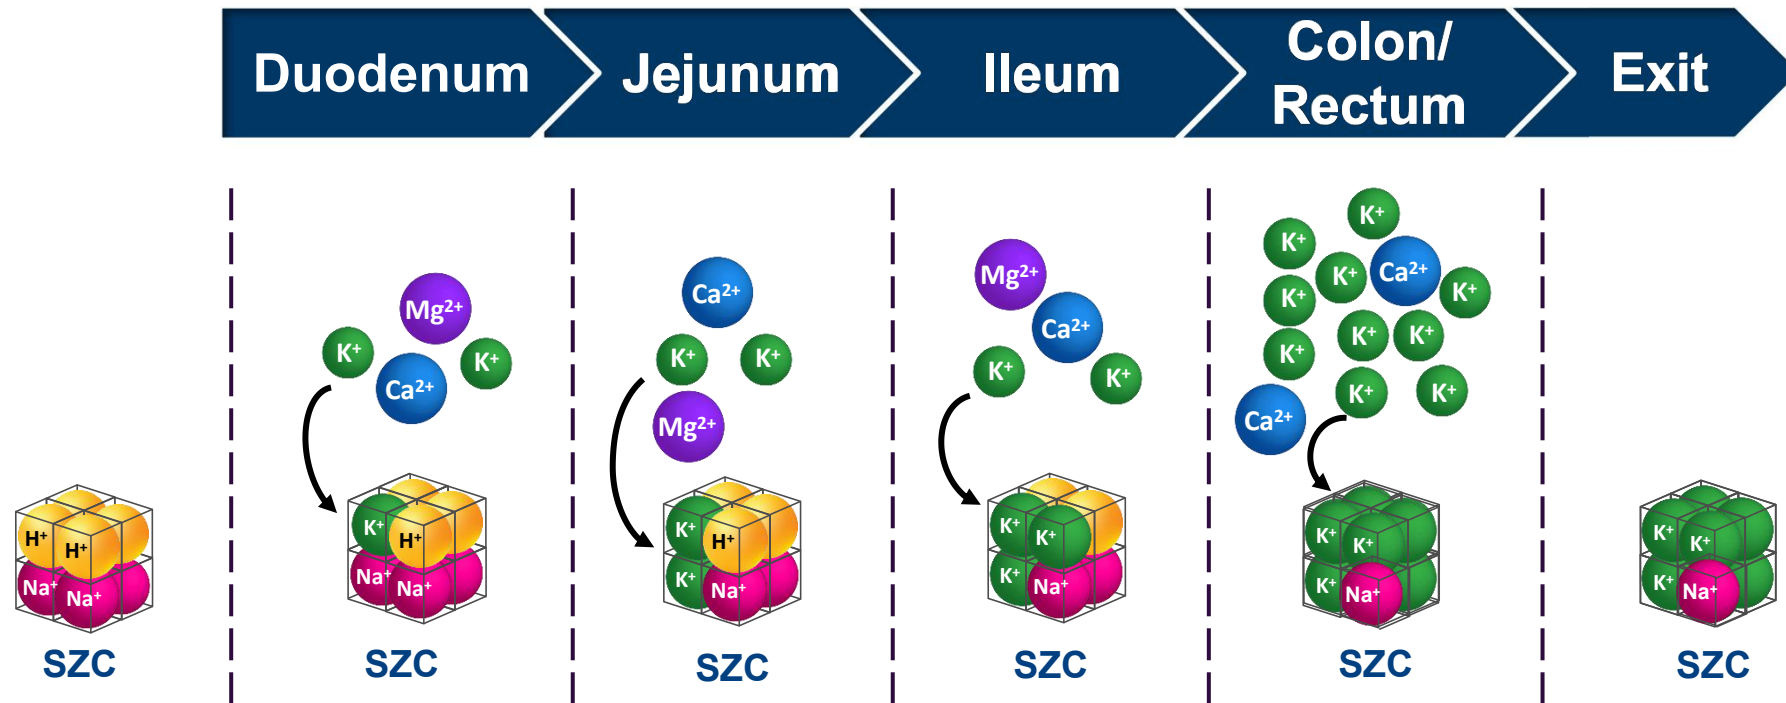 Duodenum
Jejunum
Ileum
Colon/
Rectum
Exit
H⁺
H⁺
Na⁺
Na⁺
SZC
Mg²⁺
K⁺
K⁺
Ca²⁺
K⁺
H⁺
Na⁺
Na⁺
SZC
Ca²⁺
K⁺
K⁺
Mg²⁺
K⁺
H⁺
K⁺
Na⁺
SZC
Mg²⁺
Ca²⁺
K⁺
K⁺
K⁺
K⁺
K⁺
Na⁺
SZC
K⁺
K⁺
Ca²⁺
K⁺
K⁺
K⁺
K⁺
K⁺
K⁺
K⁺
K⁺
Ca²⁺
K⁺
K⁺
K⁺
Na⁺
SZC
K⁺
K⁺
K⁺
Na⁺
SZC